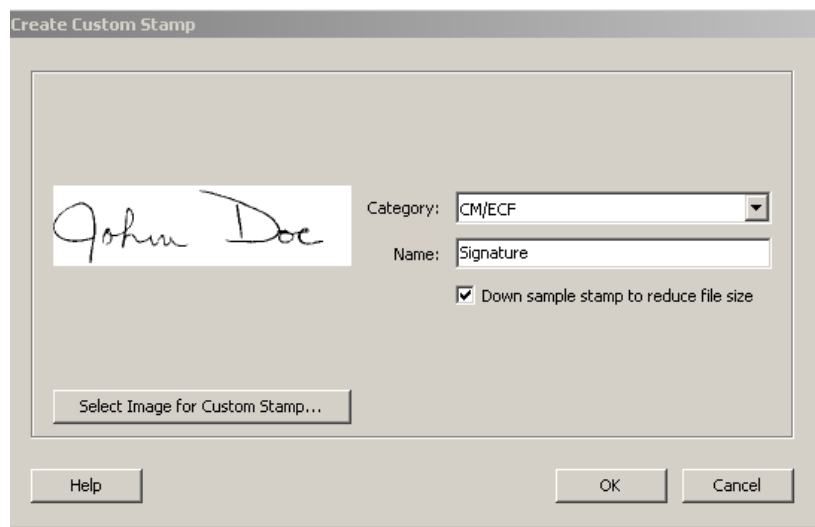 Create Custom Stamp
John Doe
Category: CM/ECF
Name: Signature
Down sample stamp to reduce file size
Select Image for Custom Stamp...
Help OK Cancel